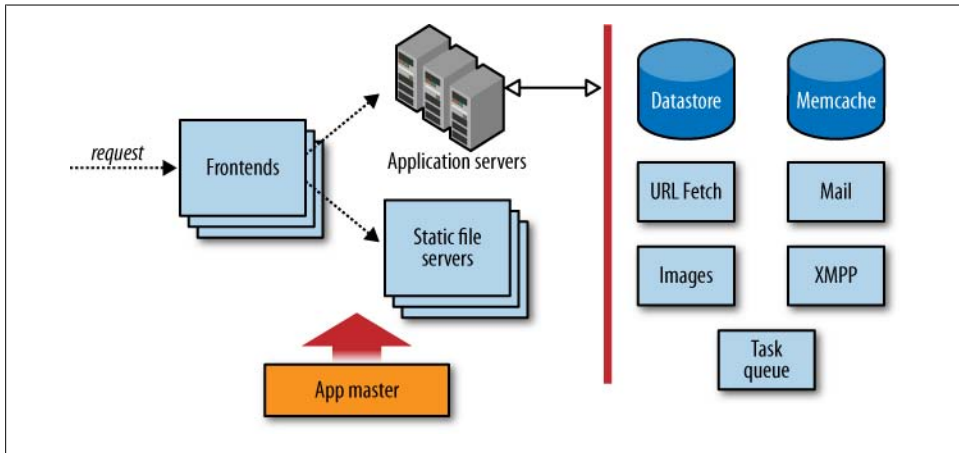 request
Frontends
Application servers
Static file
servers
App master
Datastore
Memcache
URL Fetch
Mail
Images
XMPP
Task
queue